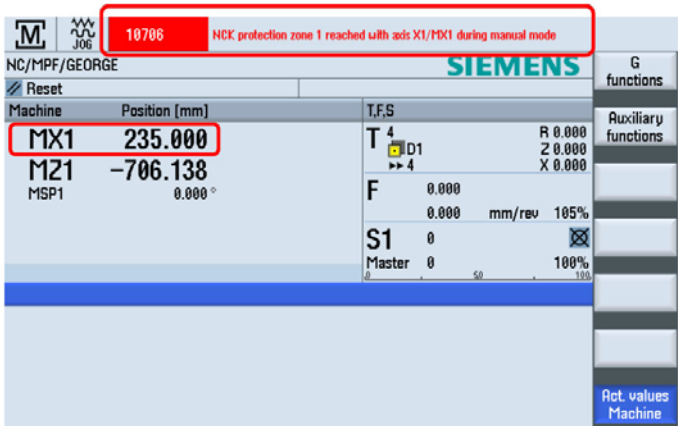 M
JOG
10706 NCK protection zone 1 reached with axis X1/MX1 during manual mode
NC/MPF/GEORGE
SIEMENS
Reset
Machine Position [mm]
MX1 235.000
MZ1 -706.138
MSP1 0.000 °
T,F,S
T 4 R 0.000
D1 Z 0.000
4 X 0.000
F 0.000
0.000 mm/rev 105%
S1 0
Master 0 100%
0 50 100
G
functions
Auxiliary
functions
Act. values
Machine